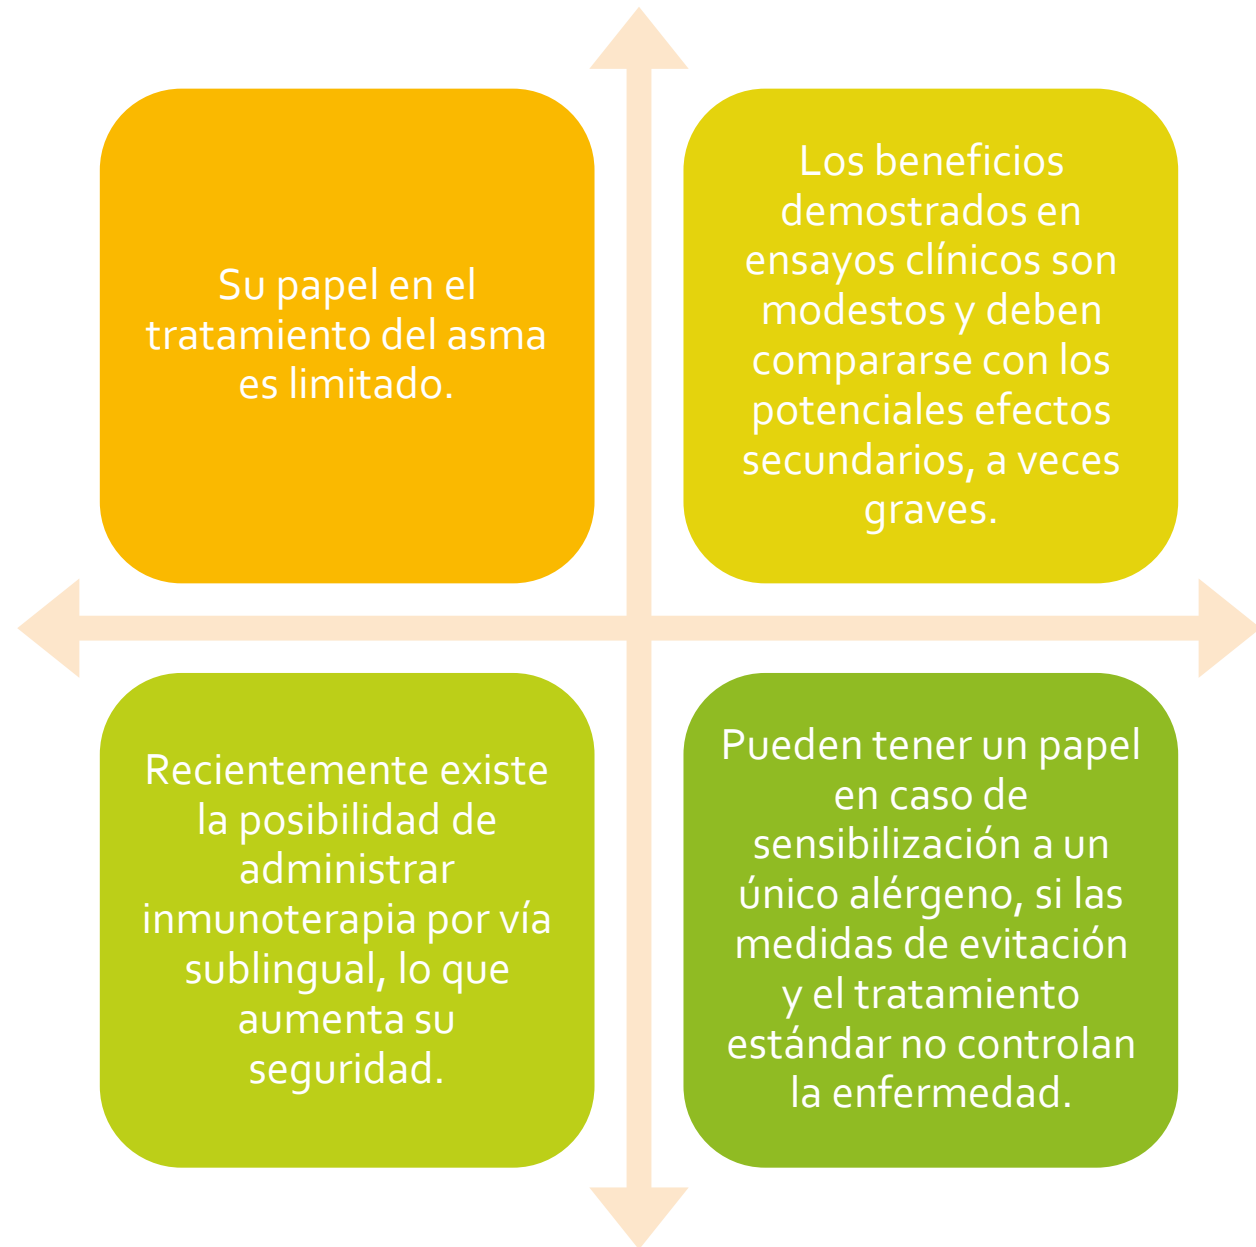 Su papel en el
tratamiento del asma
es limitado.
Los beneficios
demostrados en
ensayos clínicos son
modestos y deben
compararse con los
potenciales efectos
secundarios, a veces
graves.
Recientemente existe
la posibilidad de
administrar
inmunoterapia por vía
sublingual, lo que
aumenta su
seguridad.
Pueden tener un papel
en caso de
sensibilización a un
único alérgeno, si las
medidas de evitación
y el tratamiento
estándar no controlan
la enfermedad.